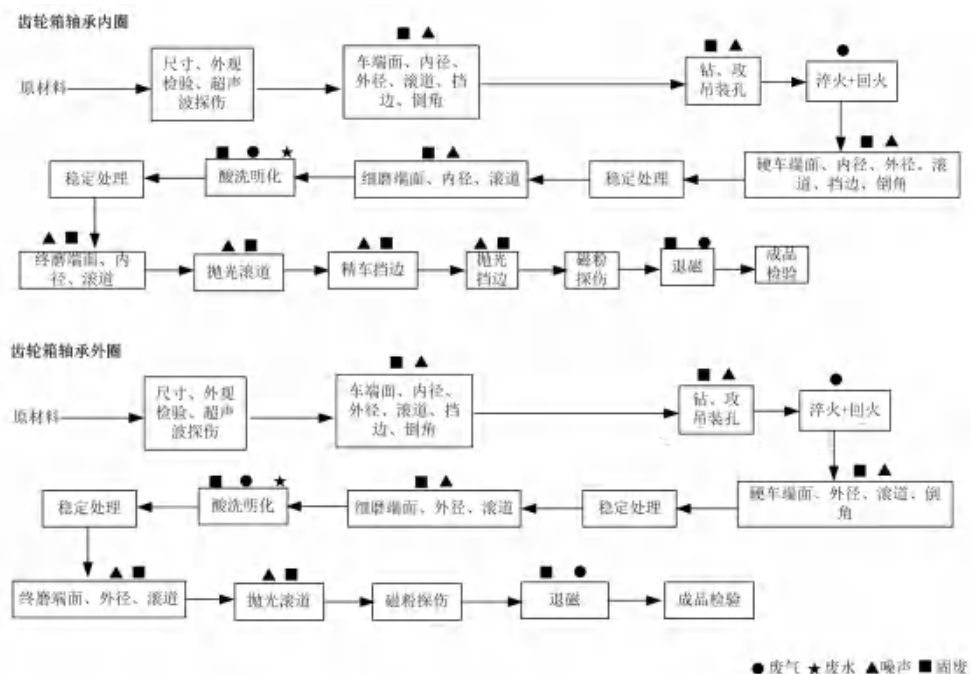 齿轮箱轴承内圈
原材料
尺寸、外观
检验、超声
波探伤
车端面、内径、
外径、滚道、挡
边、倒角
钻、攻
吊装孔
淬火+回火
硬车端面、内径、外径、滚
道、挡边、倒角
稳定处理
细磨端面、内径、滚道
酸洗明化
稳定处理
终磨端面、内
径、滚道
抛光滚道
精车挡边
抛光
挡边
磁粉
探伤
退磁
成品
检验
齿轮箱轴承外圈
原材料
尺寸、外观
检验、超声
波探伤
车端面、内径、
外径、滚道、挡
边、倒角
钻、攻
吊装孔
淬火+回火
硬车端面、外径、滚道、倒
角
稳定处理
细磨端面、外径、滚道
酸洗明化
稳定处理
终磨端面、外径、滚道
抛光滚道
磁粉探伤
退磁
成品检验
●废气 ★废水 ▲噪声 ■固废